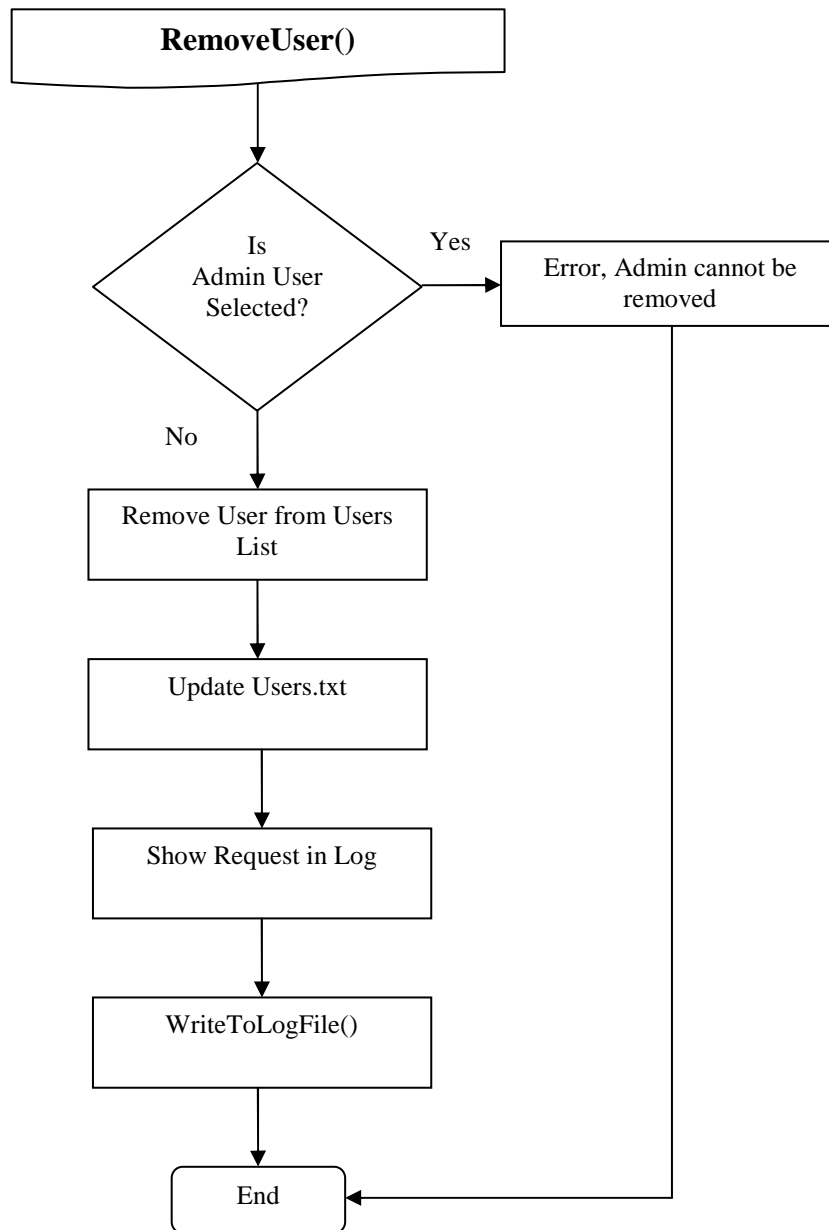 RemoveUser()
Is
Admin User
Selected?
Yes
Error, Admin cannot be
removed
No
Remove User from Users
List
Update Users.txt
Show Request in Log
WriteToLogFile()
End